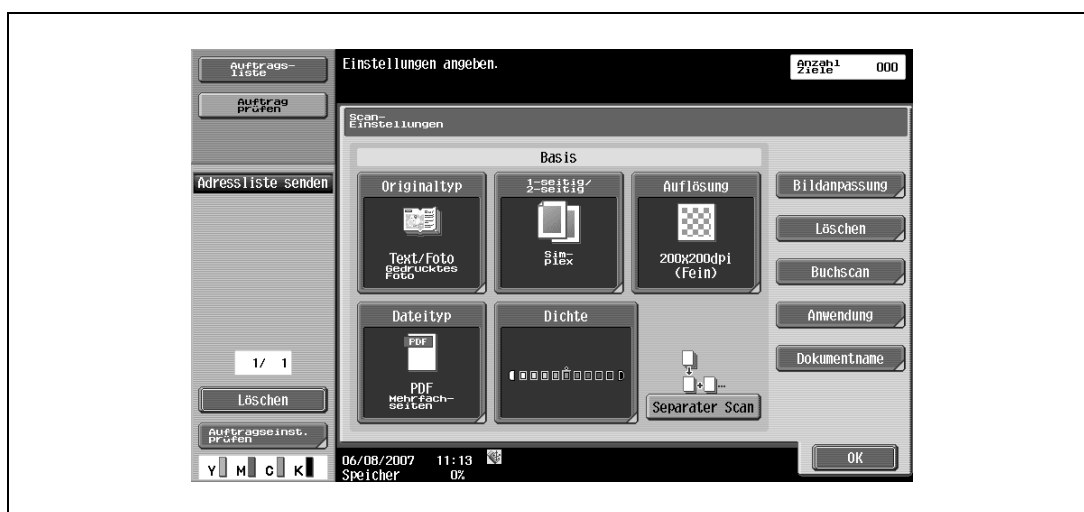 Auftrags-
liste
Auftrag
prüfen
Adressliste senden
1/ 1
Löschen
Auftragseinst.
prüfen
Y M C K
Einstellungen angeben.
Anzahl
Ziele 000
Scan-
Einstellungen
Basis
Originaltyp
Text/Foto
Gedrucktes
Foto
1-seitig/
2-seitig
Sim-
plex
Auflösung
200X200dpi
(Fein)
Dateityp
PDF
PDF
Mehrfach-
seiten
Dichte
Separater Scan
Bildanpassung
Löschen
Buchscan
Anwendung
Dokumentname
06/08/2007 11:13
Speicher 0%
OK